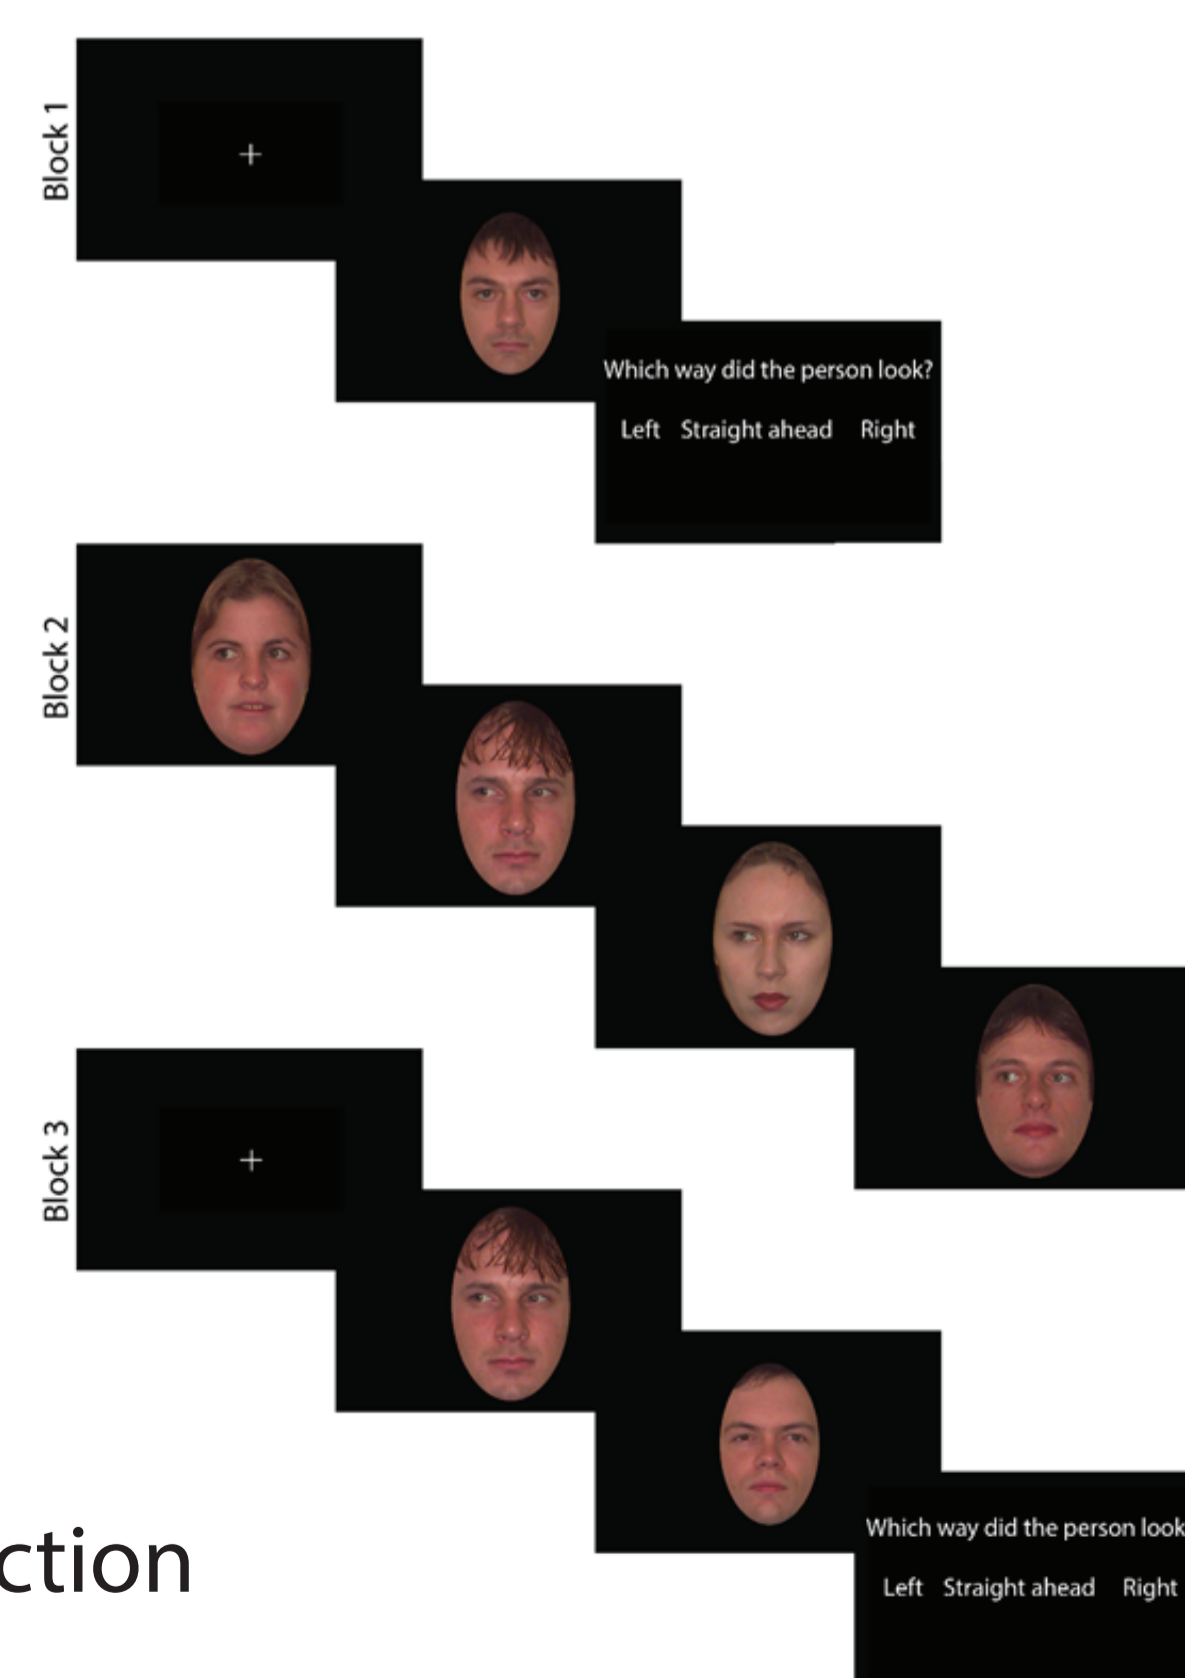 Block 1
Which way did the person look?
Left Straight ahead Right
Block 2
Block 3
Which way did the person look
Left Straight ahead Right
ction